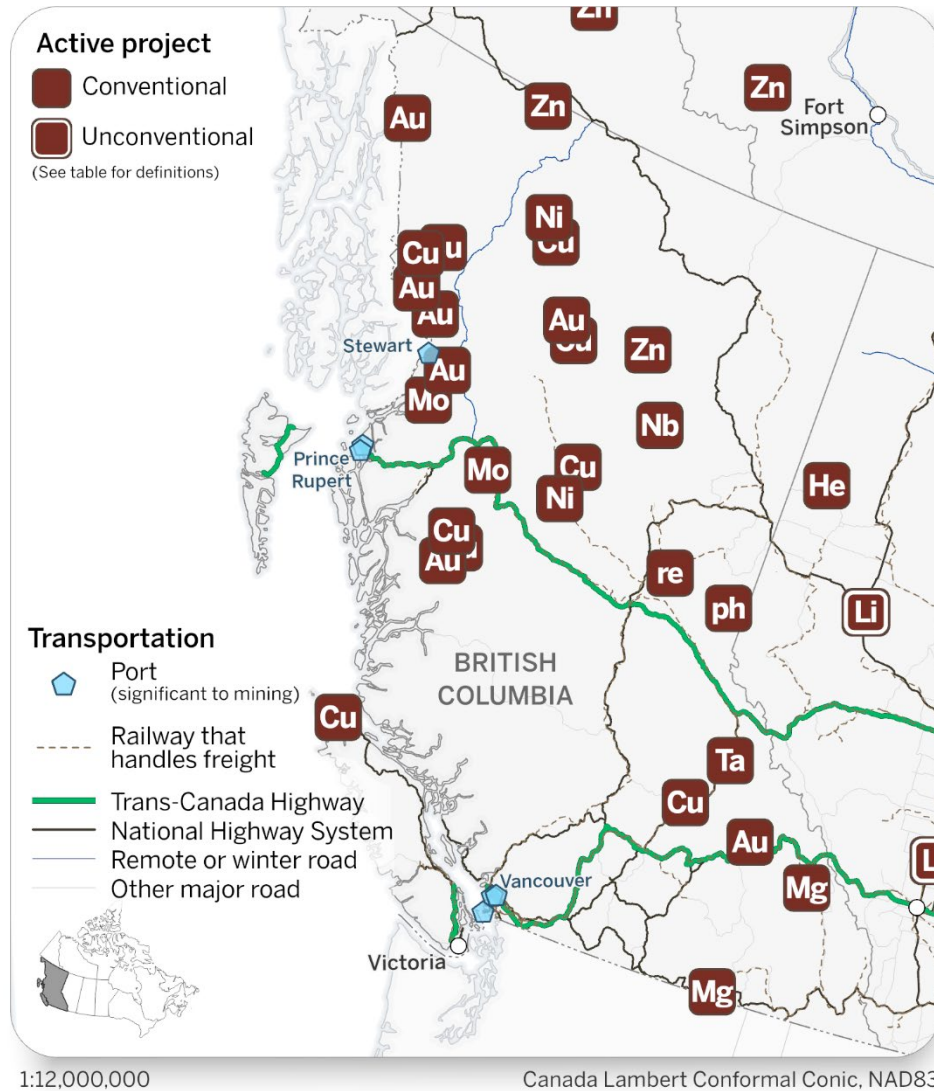 Active project
Conventional
Unconventional
(See table for definitions)
Zn
Zn
Zn
Au
Fort
Simpson
Ni
Cu
Cu
Au
Au
Au
Cu
Zn
Stewart
Au
Mo
Nb
Prince
Rupert
Mo
Cu
Ni
He
Cu
Au
re
ph
Li
Transportation
Port
(significant to mining)
Railway that
handles freight
Trans-Canada Highway
National Highway System
Remote or winter road
Other major road
BRITISH
COLUMBIA
Cu
Ta
Cu
Au
Mg
Vancouver
Victoria
Mg
1:12,000,000
Canada Lambert Conformal Conic, NAD83